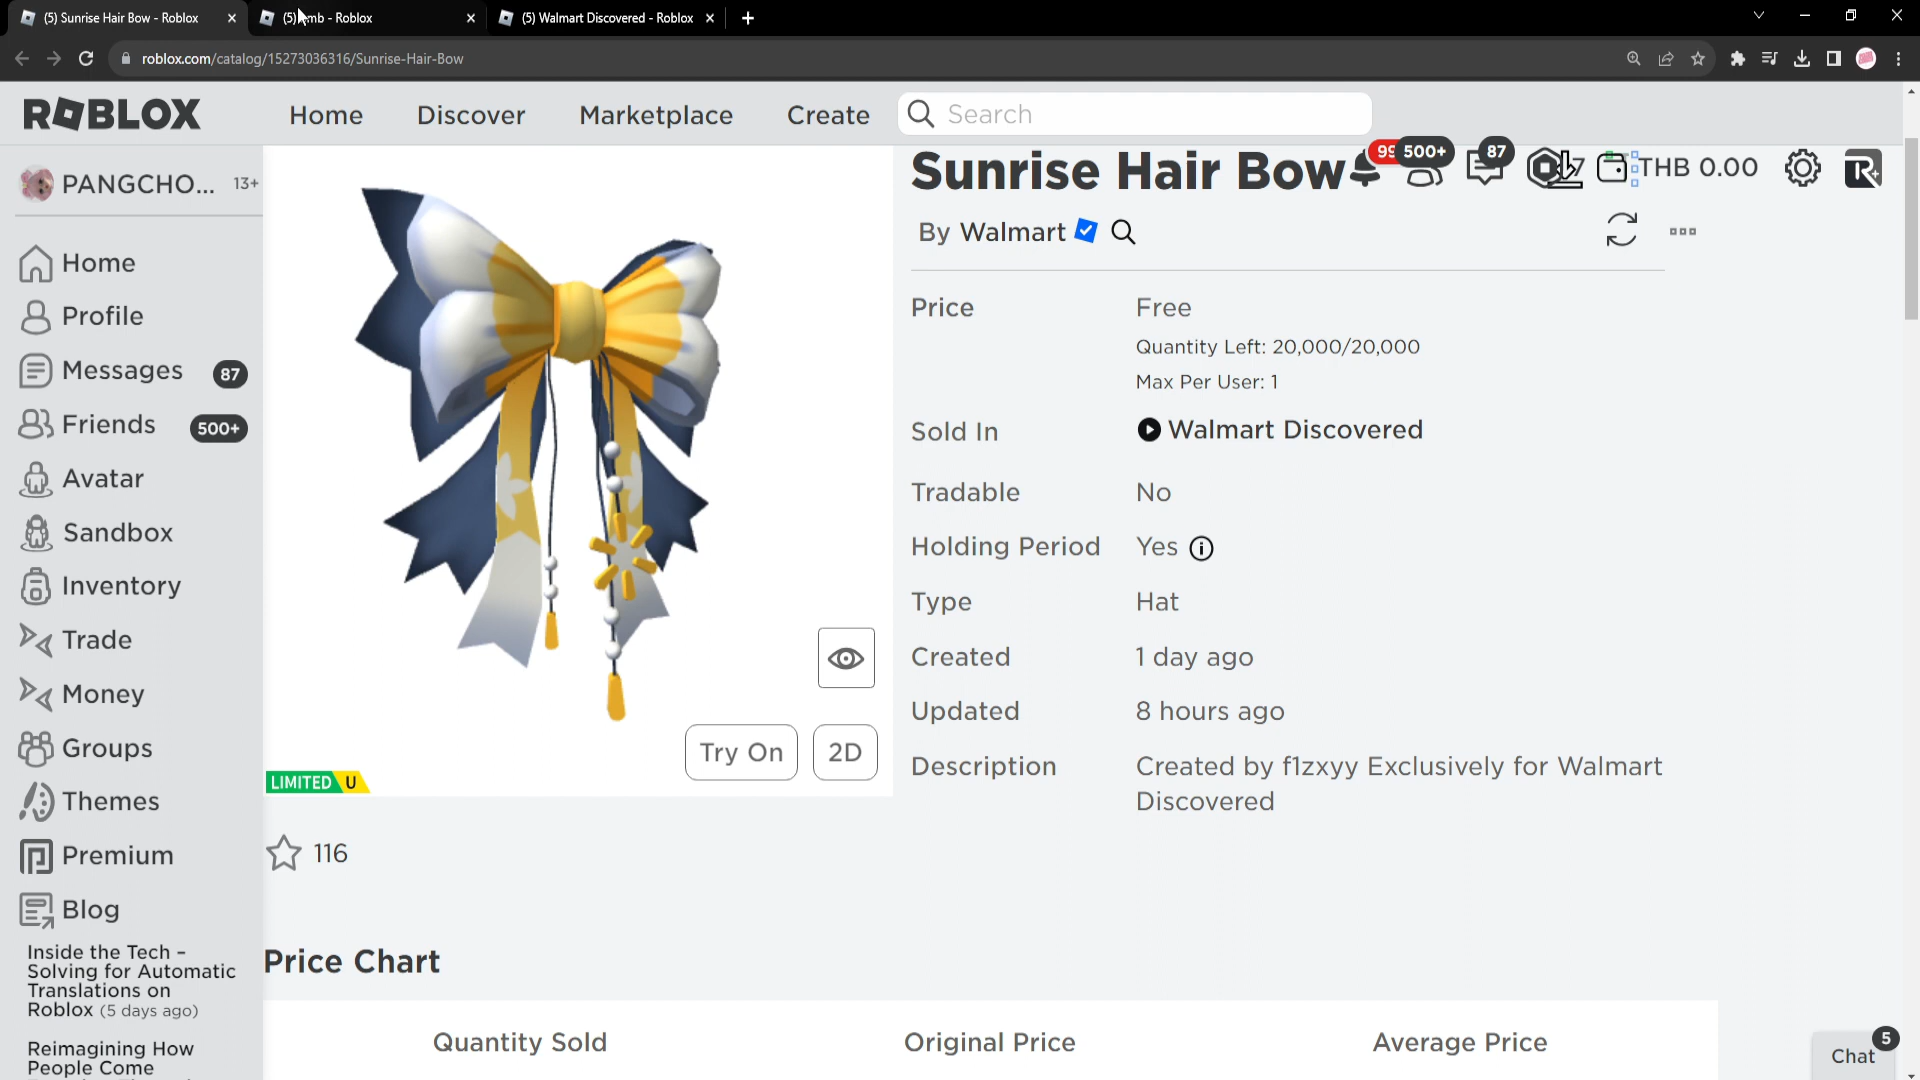 (5) Sunrise Hair Bow - Roblox
(5) mb - Roblox
(5) Walmart Discovered - Roblox
roblox.com/catalog/15273036316/Sunrise-Hair-Bow
ROBLOX
Home
Discover
Marketplace
Create
Search
PANGCHO... 13+
Home
Profile
Messages 87
Friends 500+
Avatar
Sandbox
Inventory
Trade
Money
Groups
Themes
Premium
Blog
Inside the Tech –
Solving for Automatic
Translations on
Roblox (5 days ago)
Reimagining How
People Come
LIMITED U
Try On
2D
116
Sunrise Hair Bow
99
500+
87
THB 0.00
By Walmart
Price Free
Quantity Left: 20,000/20,000
Max Per User: 1
Sold In Walmart Discovered
Tradable No
Holding Period Yes
Type Hat
Created 1 day ago
Updated 8 hours ago
Description Created by f1zxyy Exclusively for Walmart
Discovered
Price Chart
Quantity Sold
Original Price
Average Price
Chat 5